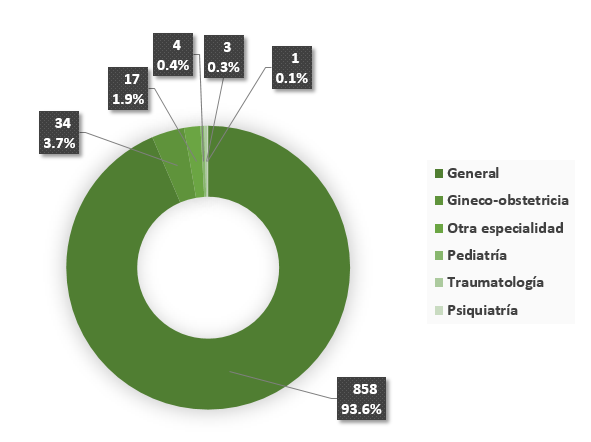 4
0.4%
3
0.3%
1
0.1%
17
1.9%
34
3.7%
858
93.6%
General
Gineco-obstetricia
Otra especialidad
Pediatría
Traumatología
Psiquiatría